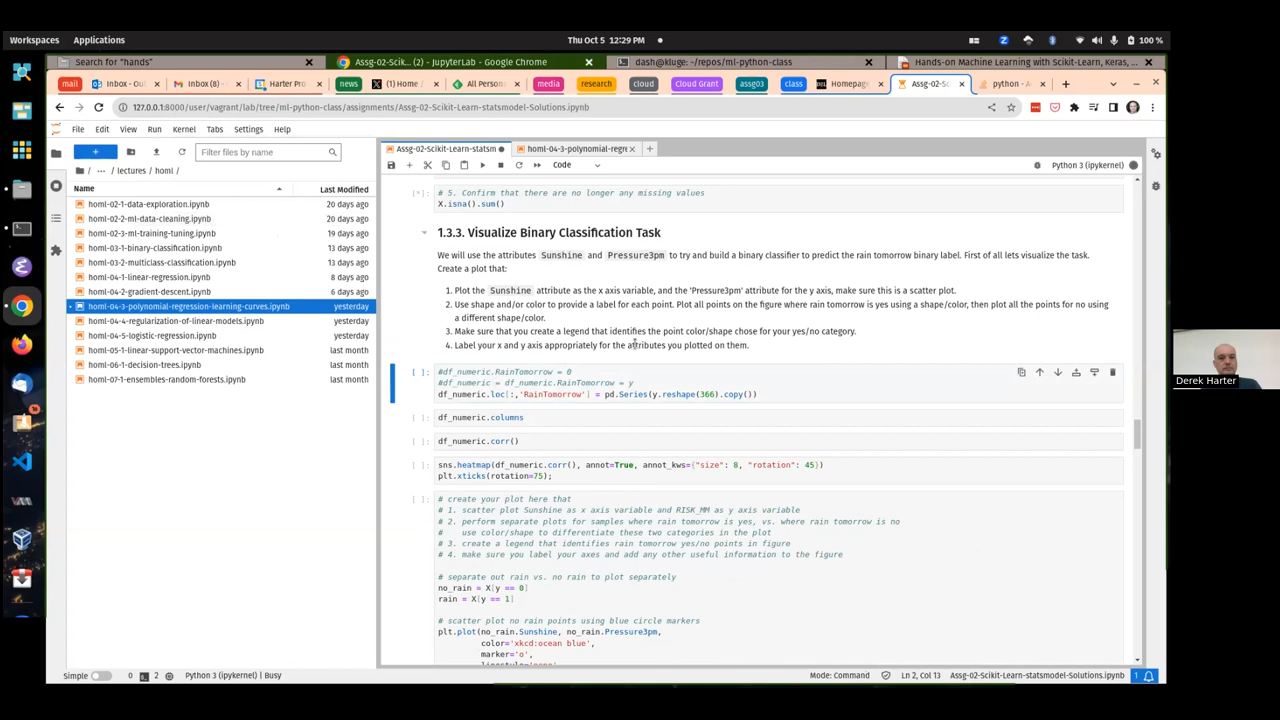 Workspaces Applications Thu Oct 5 12:29 PM 100 %
Search for "hands" × Assg-02-Scik... (2) - JupyterLab - Google Chrome × dash@kluge: ~/repos/ml-python-class × Hands-on Machine Learning with Scikit-Learn, Keras, ... ×
mail Inbox - Out Inbox (8) - Harter Pro news (1) Home / All Person media research cloud Cloud Grant assg03 class Homepage Assg-02-Sc python - A
127.0.0.1:8000/user/vagrant/lab/tree/ml-python-class/assignments/Assg-02-Scikit-Learn-statsmodel-Solutions.ipynb
File Edit View Run Kernel Tabs Settings Help
Assg-02-Scikit-Learn-statsm homl-04-3-polynomial-regre
Filter files by name
Code Python 3 (ipykernel)
/ ... / lectures / homl /
Name Last Modified
homl-02-1-data-exploration.ipynb 20 days ago
homl-02-2-ml-data-cleaning.ipynb 20 days ago
homl-02-3-ml-training-tuning.ipynb 19 days ago
homl-03-1-binary-classification.ipynb 13 days ago
homl-03-2-multiclass-classification.ipynb 13 days ago
homl-04-1-linear-regression.ipynb 8 days ago
homl-04-2-gradient-descent.ipynb 6 days ago
homl-04-3-polynomial-regression-learning-curves.ipynb yesterday
homl-04-4-regularization-of-linear-models.ipynb yesterday
homl-04-5-logistic-regression.ipynb yesterday
homl-05-1-linear-support-vector-machines.ipynb last month
homl-06-1-decision-trees.ipynb last month
homl-07-1-ensembles-random-forests.ipynb last month
[*]: # 5. Confirm that there are no longer any missing values
X.isna().sum()
1.3.3. Visualize Binary Classification Task
We will use the attributes Sunshine and Pressure3pm to try and build a binary classifier to predict the rain tomorrow binary label. First of all lets visualize the task.
Create a plot that:
1. Plot the Sunshine attribute as the x axis variable, and the 'Pressure3pm' attribute for the y axis, make sure this is a scatter plot.
2. Use shape and/or color to provide a label for each point. Plot all points on the figure where rain tomorrow is yes using a shape/color, then plot all the points for no using
a different shape/color.
3. Make sure that you create a legend that identifies the point color/shape chose for your yes/no category.
4. Label your x and y axis appropriately for the attributes you plotted on them.
[ ]: #df_numeric.RainTomorrow = 0
#df_numeric = df_numeric.RainTomorrow = y
df_numeric.loc[:,'RainTomorrow'] = pd.Series(y.reshape(366).copy())
[ ]: df_numeric.columns
[ ]: df_numeric.corr()
[ ]: sns.heatmap(df_numeric.corr(), annot=True, annot_kws={"size": 8, "rotation": 45})
plt.xticks(rotation=75);
[ ]: # create your plot here that
# 1. scatter plot Sunshine as x axis variable and RISK_MM as y axis variable
# 2. perform separate plots for samples where rain tomorrow is yes, vs. where rain tomorrow is no
# use color/shape to differentiate these two categories in the plot
# 3. create a legend that identifies rain tomorrow yes/no points in figure
# 4. make sure you label your axes and add any other useful information to the figure
# separate out rain vs. no rain to plot separately
no_rain = X[y == 0]
rain = X[y == 1]
# scatter plot no rain points using blue circle markers
plt.plot(no_rain.Sunshine, no_rain.Pressure3pm,
color='xkcd:ocean blue',
marker='o',
Derek Harter
Simple 0 2 Python 3 (ipykernel) | Busy Mode: Command Ln 2, Col 13 Assg-02-Scikit-Learn-statsmodel-Solutions.ipynb 1